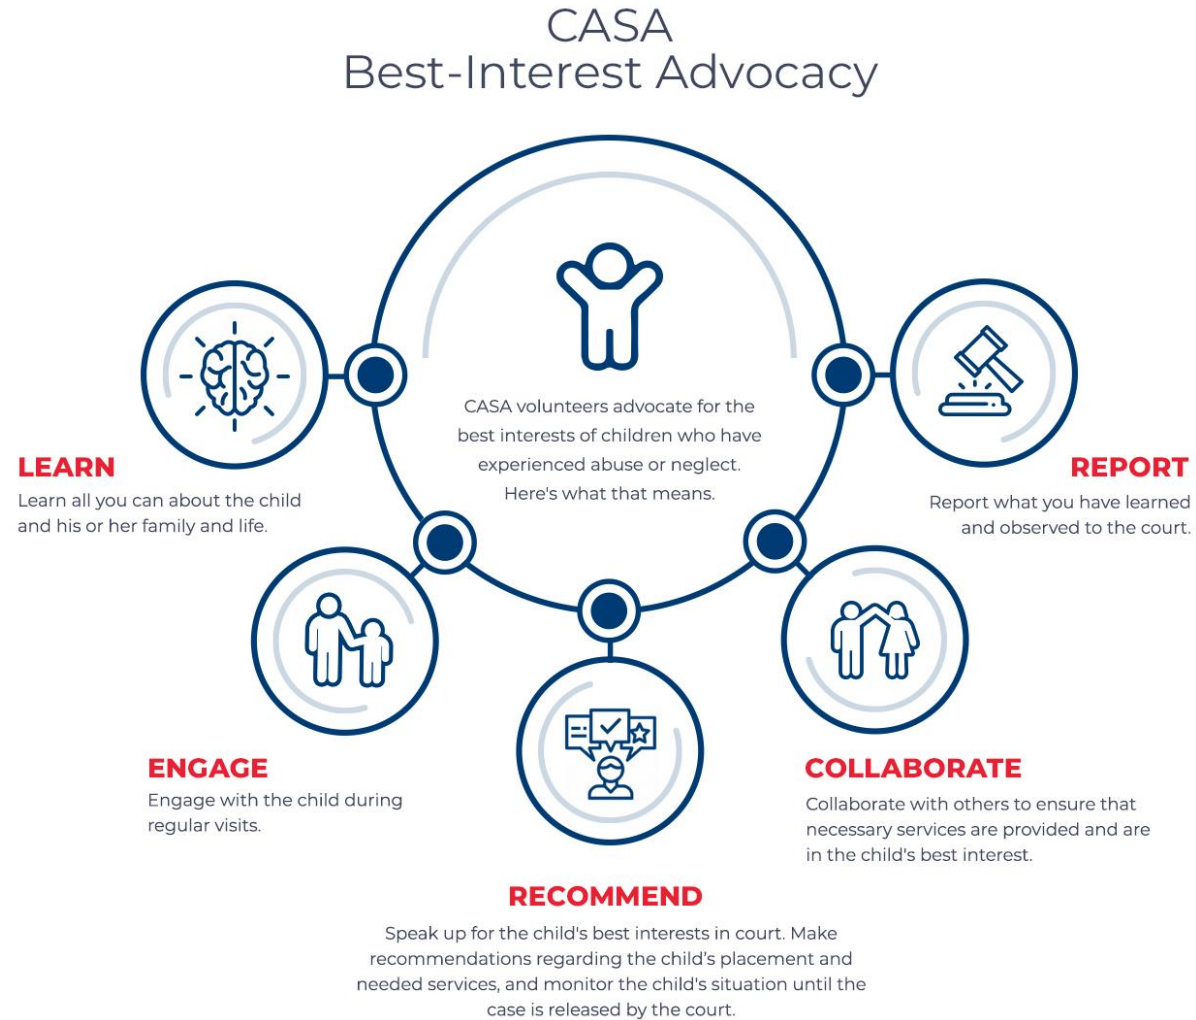 CASA
Best-Interest Advocacy
CASA volunteers advocate for the
best interests of children who have
experienced abuse or neglect.
Here's what that means.
LEARN
Learn all you can about the child
and his or her family and life.
ENGAGE
Engage with the child during
regular visits.
RECOMMEND
Speak up for the child's best interests in court. Make
recommendations regarding the child’s placement and
needed services, and monitor the child's situation until the
case is released by the court.
COLLABORATE
Collaborate with others to ensure that
necessary services are provided and are
in the child's best interest.
REPORT
Report what you have learned
and observed to the court.